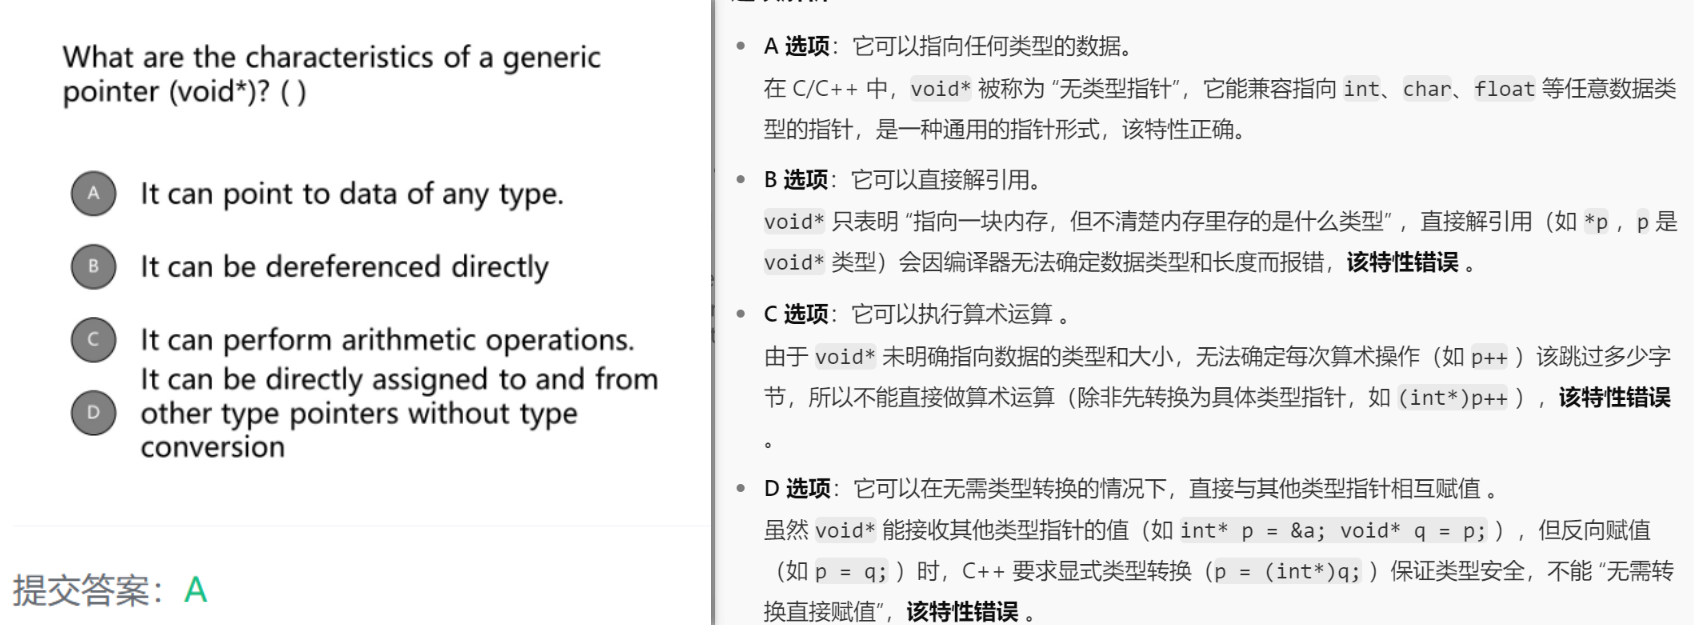 What are the characteristics of a generic
pointer (void*)? ( )
A It can point to data of any type.
B It can be dereferenced directly
C It can perform arithmetic operations.
D It can be directly assigned to and from
other type pointers without type
conversion
提交答案：A
• A 选项：它可以指向任何类型的数据。
在 C/C++ 中，void* 被称为 “无类型指针”，它能兼容指向 int、char、float 等任意数据类
型的指针，是一种通用的指针形式，该特性正确。
• B 选项：它可以直接解引用。
void* 只表明 “指向一块内存，但不清楚内存里存的是什么类型” ，直接解引用（如 *p ，p 是
void* 类型）会因编译器无法确定数据类型和长度而报错，该特性错误 。
• C 选项：它可以执行算术运算 。
由于 void* 未明确指向数据的类型和大小，无法确定每次算术操作（如 p++ ）该跳过多少字
节，所以不能直接做算术运算（除非先转换为具体类型指针，如 (int*)p++ ），该特性错误
。
• D 选项：它可以在无需类型转换的情况下，直接与其他类型指针相互赋值 。
虽然 void* 能接收其他类型指针的值（如 int* p = &a; void* q = p; ），但反向赋值
（如 p = q; ）时，C++ 要求显式类型转换（p = (int*)q; ）保证类型安全，不能 “无需转
换直接赋值”，该特性错误 。